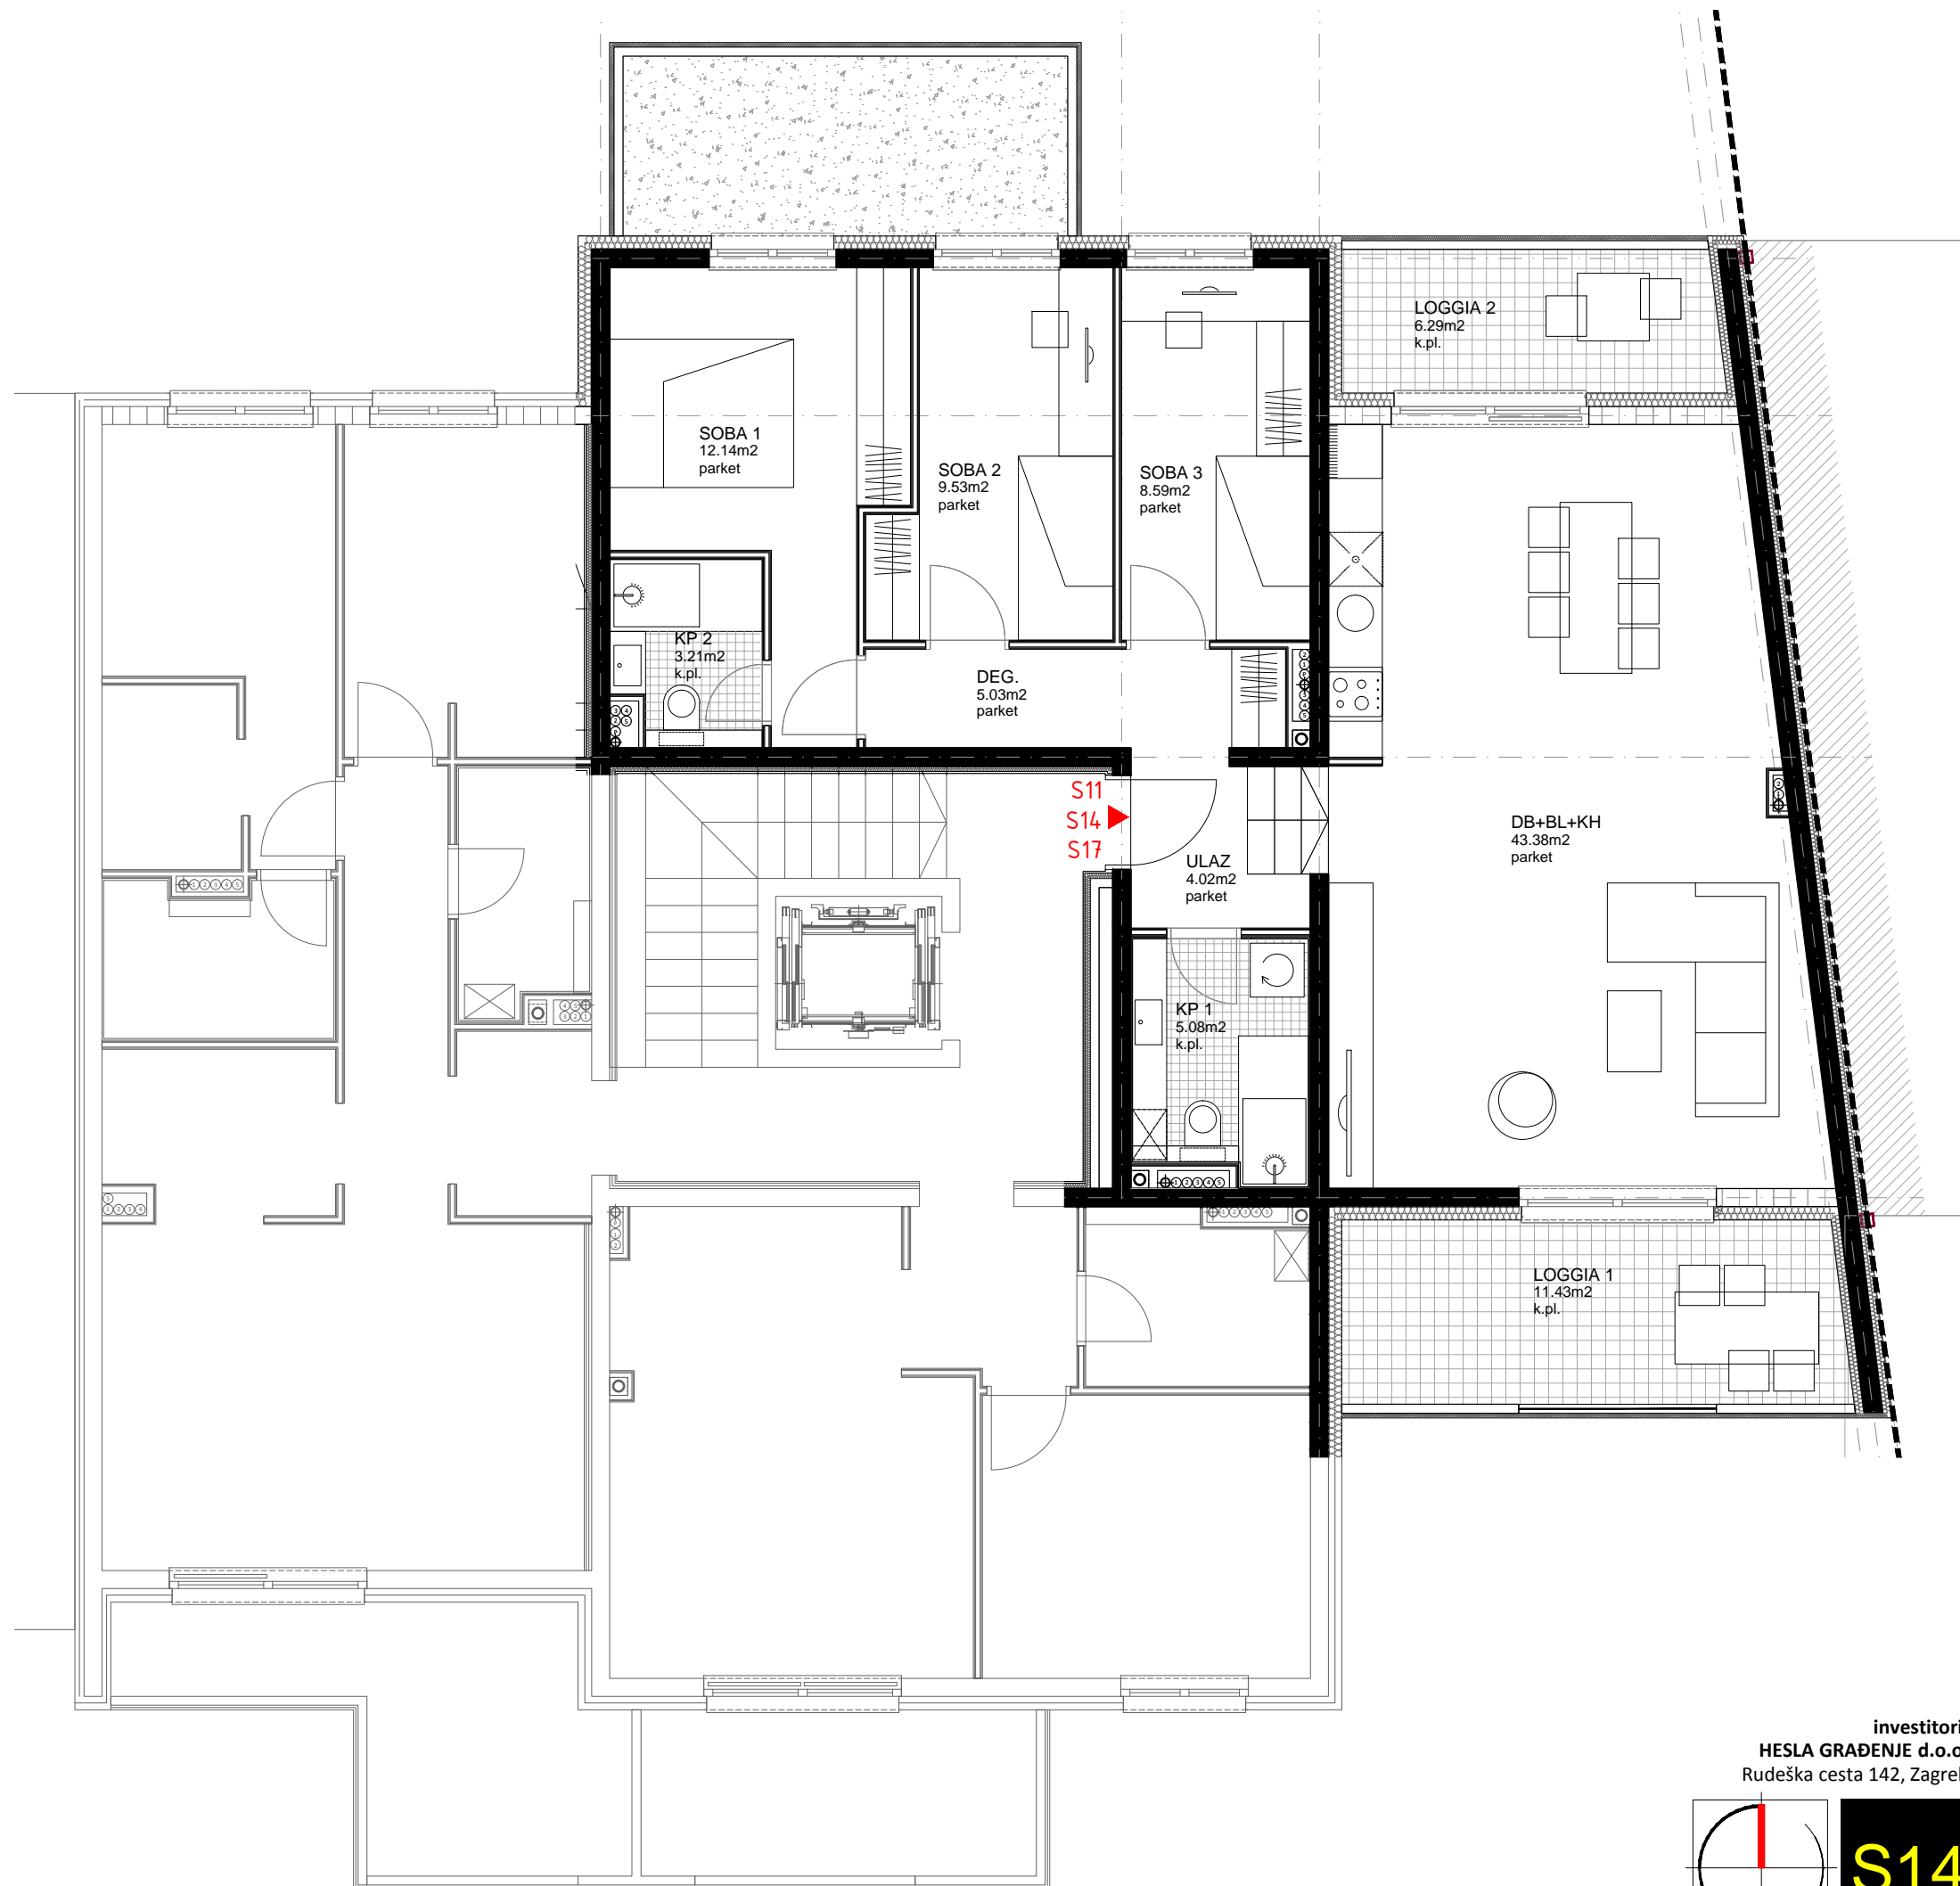 LOGGIA 2
6.29m2
k.pl.
SOBA 1
12.14m2
parket
SOBA 2
9.53m2
parket
SOBA 3
8.59m2
parket
KP 2
3.21m2
k.pl.
DEG.
5.03m2
parket
S11
S14
S17
ULAZ
4.02m2
parket
DB+BL+KH
43.38m2
parket
KP 1
5.08m2
k.pl.
LOGGIA 1
11.43m2
k.pl.
investitori
HESLA GRAĐENJE d.o.o
Rudeška cesta 142,
S14